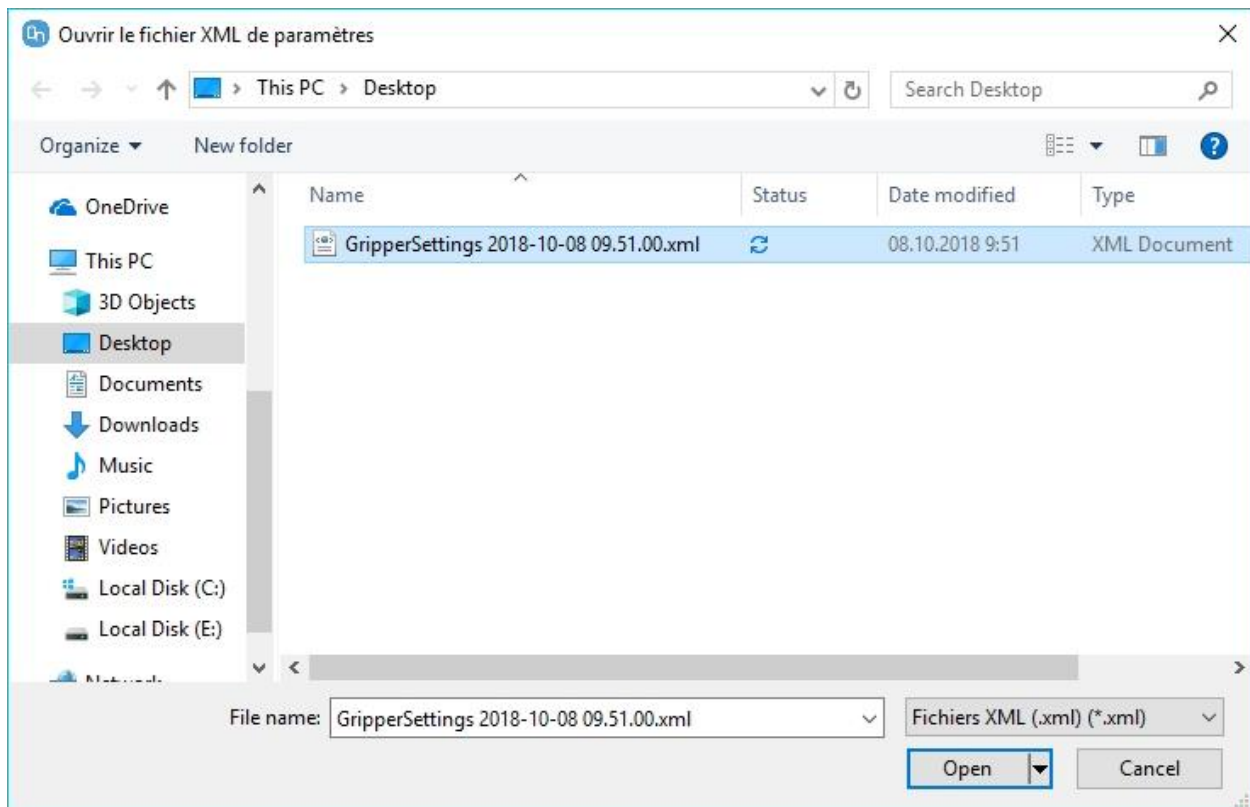 Ouvrir le fichier XML de paramètres
This PC > Desktop
Search Desktop
Organize
New folder
Name Status Date modified Type
GripperSettings 2018-10-08 09.51.00.xml 08.10.2018 9:51 XML Document
OneDrive
This PC
3D Objects
Desktop
Documents
Downloads
Music
Pictures
Videos
Local Disk (C:)
Local Disk (E:)
File name: GripperSettings 2018-10-08 09.51.00.xml
Fichiers XML (.xml) (*.xml)
Open
Cancel